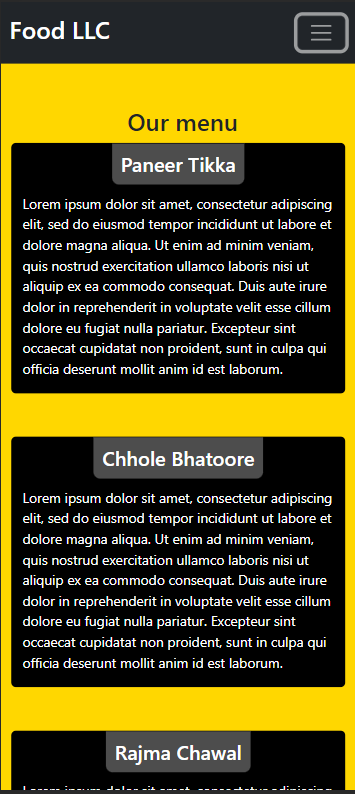 Food LLC
Our menu
Paneer Tikka
Lorem ipsum dolor sit amet, consectetur adipiscing
elit, sed do eiusmod tempor incididunt ut labore et
dolore magna aliqua. Ut enim ad minim veniam,
quis nostrud exercitation ullamco laboris nisi ut
aliquip ex ea commodo consequat. Duis aute irure
dolor in reprehenderit in voluptate velit esse cillum
dolore eu fugiat nulla pariatur. Excepteur sint
occaecat cupidatat non proident, sunt in culpa qui
officia deserunt mollit anim id est laborum.
Chhole Bhatoore
Lorem ipsum dolor sit amet, consectetur adipiscing
elit, sed do eiusmod tempor incididunt ut labore et
dolore magna aliqua. Ut enim ad minim veniam,
quis nostrud exercitation ullamco laboris nisi ut
aliquip ex ea commodo consequat. Duis aute irure
dolor in reprehenderit in voluptate velit esse cillum
dolore eu fugiat nulla pariatur. Excepteur sint
occaecat cupidatat non proident, sunt in culpa qui
officia deserunt mollit anim id est laborum.
Rajma Chawal
Lorem ipsum dolor sit amet, consectetur adipiscing